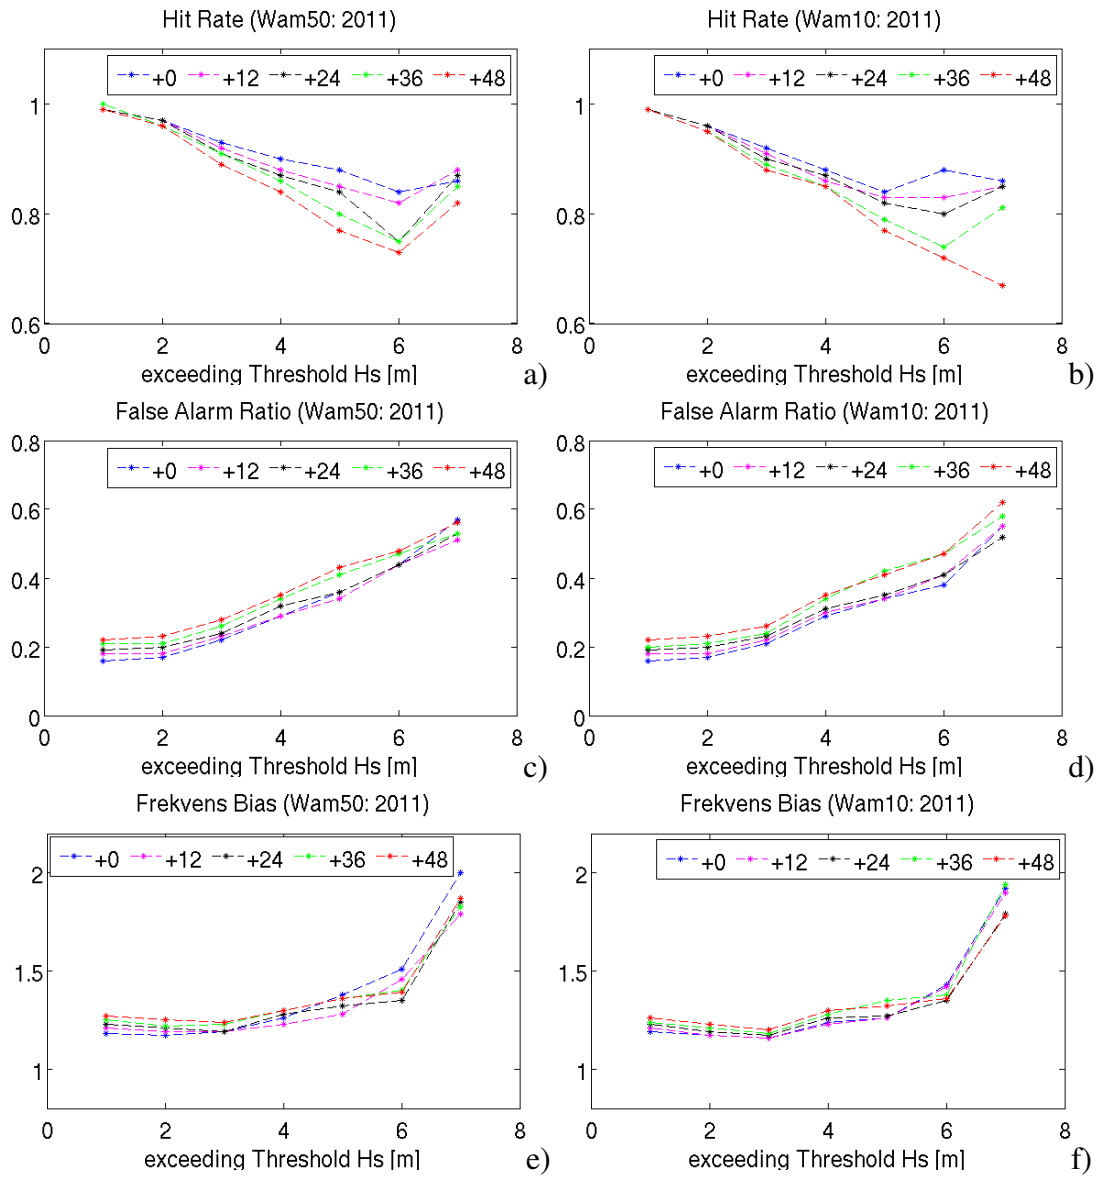 Hit Rate (Wam50: 2011)
+0 +12 +24 +36 +48
1
0.8
0.6
0 2 4 6 8
exceeding Threshold Hs [m]
a)
Hit Rate (Wam10: 2011)
+0 +12 +24 +36 +48
1
0.8
0.6
0 2 4 6 8
exceeding Threshold Hs [m]
b)
False Alarm Ratio (Wam50: 2011)
0.8
+0 +12 +24 +36 +48
0.6
0.4
0.2
0
0 2 4 6 8
exceeding Threshold Hs [m]
c)
False Alarm Ratio (Wam10: 2011)
0.8
+0 +12 +24 +36 +48
0.6
0.4
0.2
0
0 2 4 6 8
exceeding Threshold Hs [m]
d)
Frekvens Bias (Wam50: 2011)
+0 +12 +24 +36 +48
2
1.5
1
0 2 4 6 8
exceeding Threshold Hs [m]
e)
Frekvens Bias (Wam10: 2011)
+0 +12 +24 +36 +48
2
1.5
1
0 2 4 6 8
exceeding Threshold Hs [m]
f)